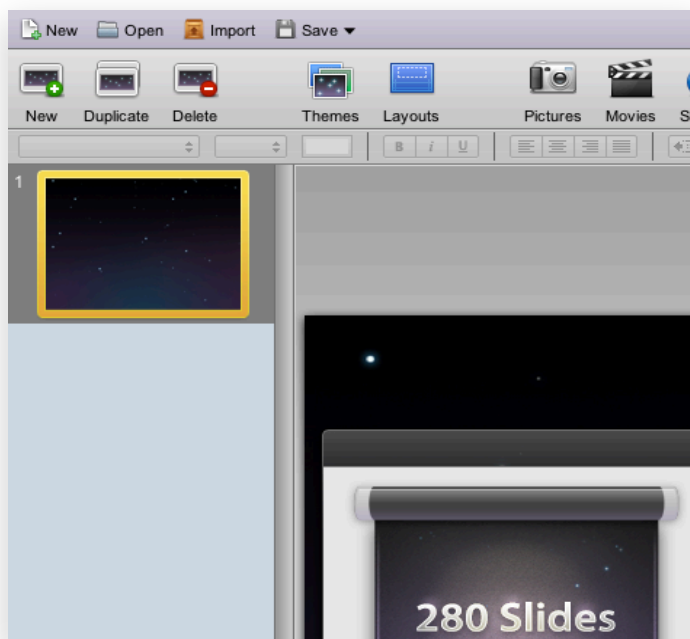 New Open Import Save
New Duplicate Delete Themes Layouts Pictures Movies S
B i U
1
280 Slides